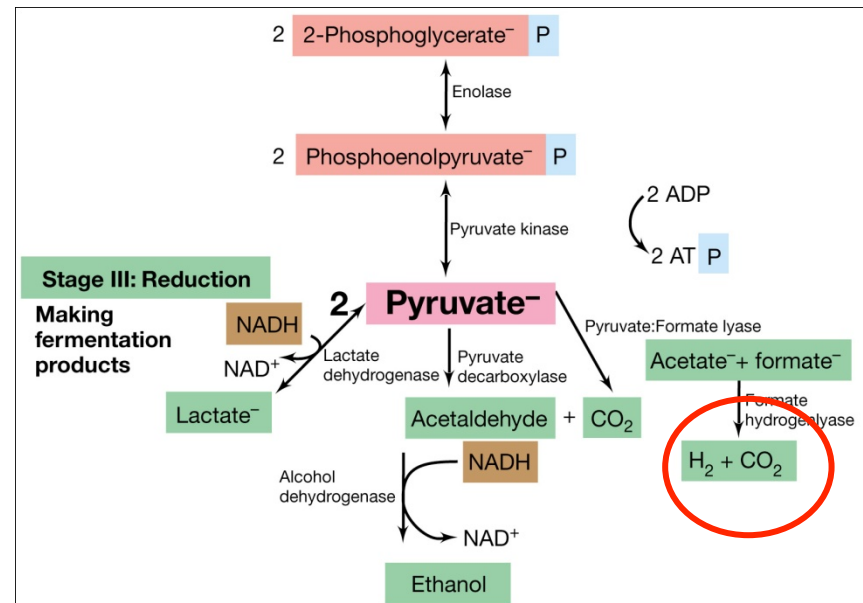 2 2-Phosphoglycerate⁻ P
Enolase
2 Phosphoenolpyruvate⁻ P
Pyruvate kinase
2 ADP
2 AT P
Stage III: Reduction
Making
fermentation
products
NADH
NAD⁺
Lactate
dehydrogenase
Lactate⁻
2 Pyruvate⁻
Pyruvate
decarboxylase
Acetaldehyde + CO₂
Pyruvate:Formate lyase
Acetate⁻ + formate⁻
Formate
hydrogenlyase
H₂ + CO₂
Alcohol
dehydrogenase
NADH
NAD⁺
Ethanol